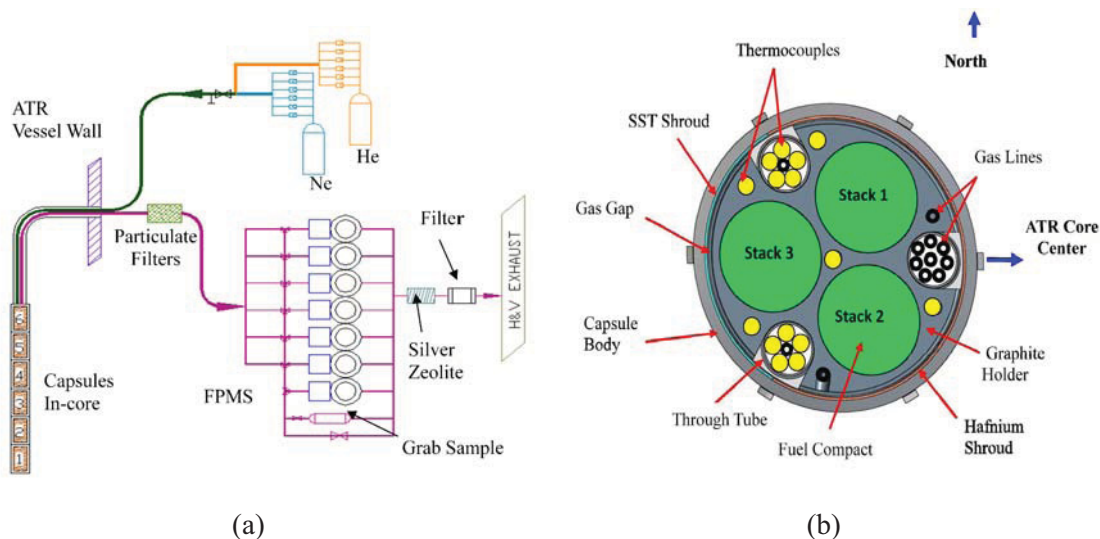 ATR
Vessel Wall
He
Ne
Particulate
Filters
Filter
H&V EXHAUST
6
5
4
3
2
1
Capsules
In-core
FPMS
Silver
Zeolite
Grab Sample
(a)
North
Thermocouples
SST Shroud
Gas Lines
Stack 1
Gas Gap
ATR Core
Center
Stack 3
Stack 2
Capsule
Body
Graphite
Holder
Through Tube
Hafnium
Shroud
Fuel Compact
(b)